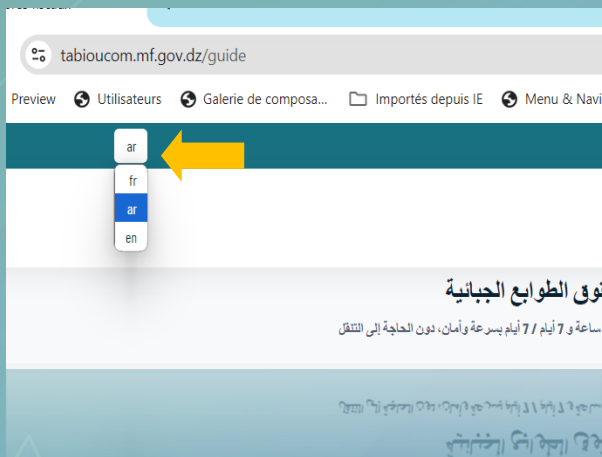 tabioucom.mf.gov.dz/guide
Preview Utilisateurs Galerie de composa... Importés depuis IE Menu & Navi
ar
fr
ar
en
الطوابع الجبائية
ساعة و 7 أيام / 7 أيام بسرعة وأمان، دون الحاجة إلى التنقل